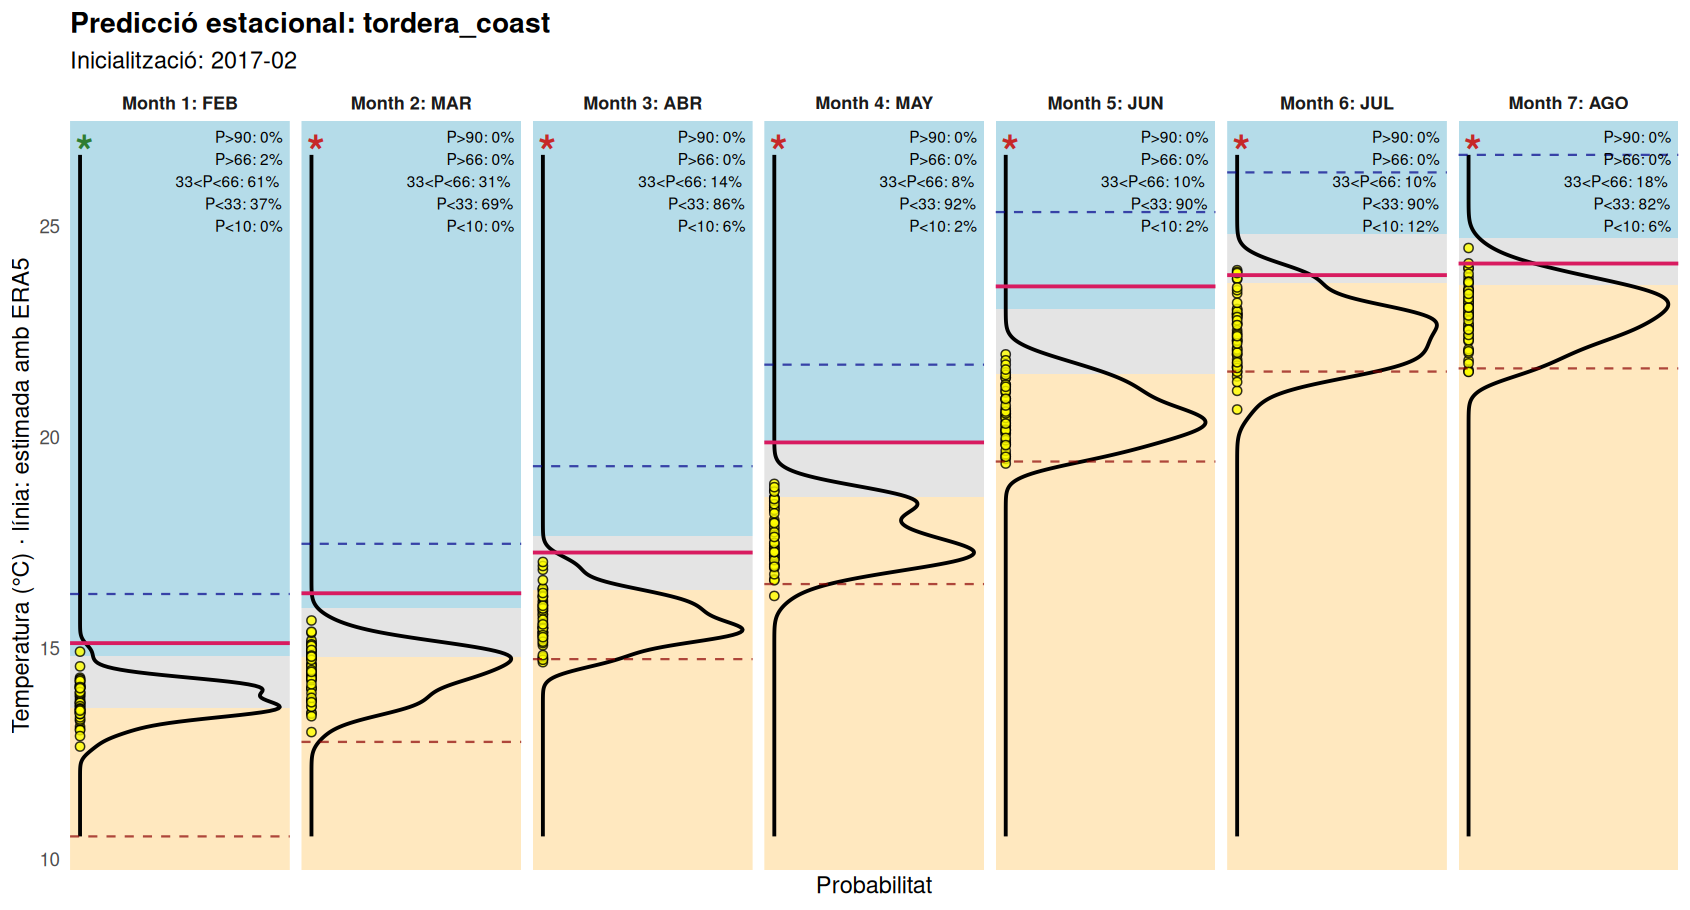 Predicció estacional: tordera_coast
Inicialització: 2017-02
Month 1: FEB
Month 2: MAR
Month 3: ABR
Month 4: MAY
Month 5: JUN
Month 6: JUL
Month 7: AGO
*
P>90: 0%
P>66: 2%
33<P<66: 61%
P<33: 37%
P<10: 0%
*
P>90: 0%
P>66: 0%
33<P<66: 31%
P<33: 69%
P<10: 0%
*
P>90: 0%
P>66: 0%
33<P<66: 14%
P<33: 86%
P<10: 6%
*
P>90: 0%
P>66: 0%
33<P<66: 8%
P<33: 92%
P<10: 2%
*
P>90: 0%
P>66: 0%
33<P<66: 10%
P<33: 90%
P<10: 2%
*
P>90: 0%
P>66: 0%
33<P<66: 10%
P<33: 90%
P<10: 12%
*
P>90: 0%
P>66: 0%
33<P<66: 18%
P<33: 82%
P<10: 6%
25
20
15
10
Temperatura (°C) · línia: estimada amb ERA5
Probabilitat